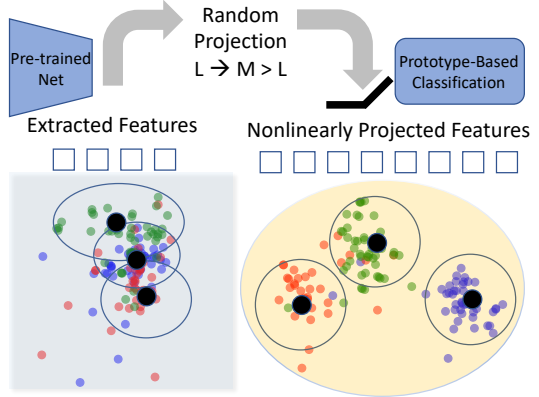 Pre-trained
Net
Random
Projection
L → M > L
Prototype-Based
Classification
Extracted Features
Nonlinearly Projected Features